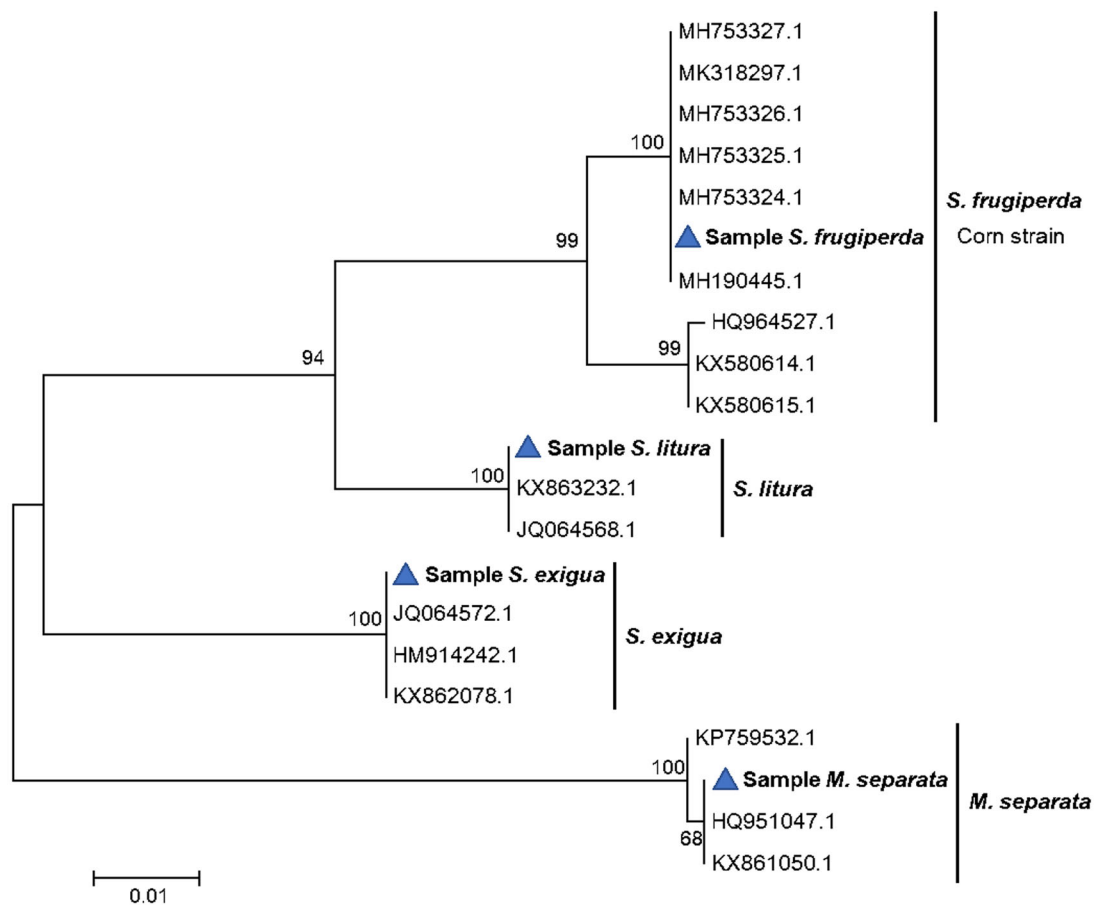 MH753327.1
MK318297.1
MH753326.1
100
MH753325.1
MH753324.1
S. frugiperda
99
Sample S. frugiperda
Corn strain
MH190445.1
HQ964527.1
99
94
KX580614.1
KX580615.1
Sample S. litura
100
KX863232.1
S. litura
JQ064568.1
Sample S. exigua
100
JQ064572.1
S. exigua
HM914242.1
KX862078.1
KP759532.1
100
Sample M. separata
M. separata
HQ951047.1
68
KX861050.1
0.01